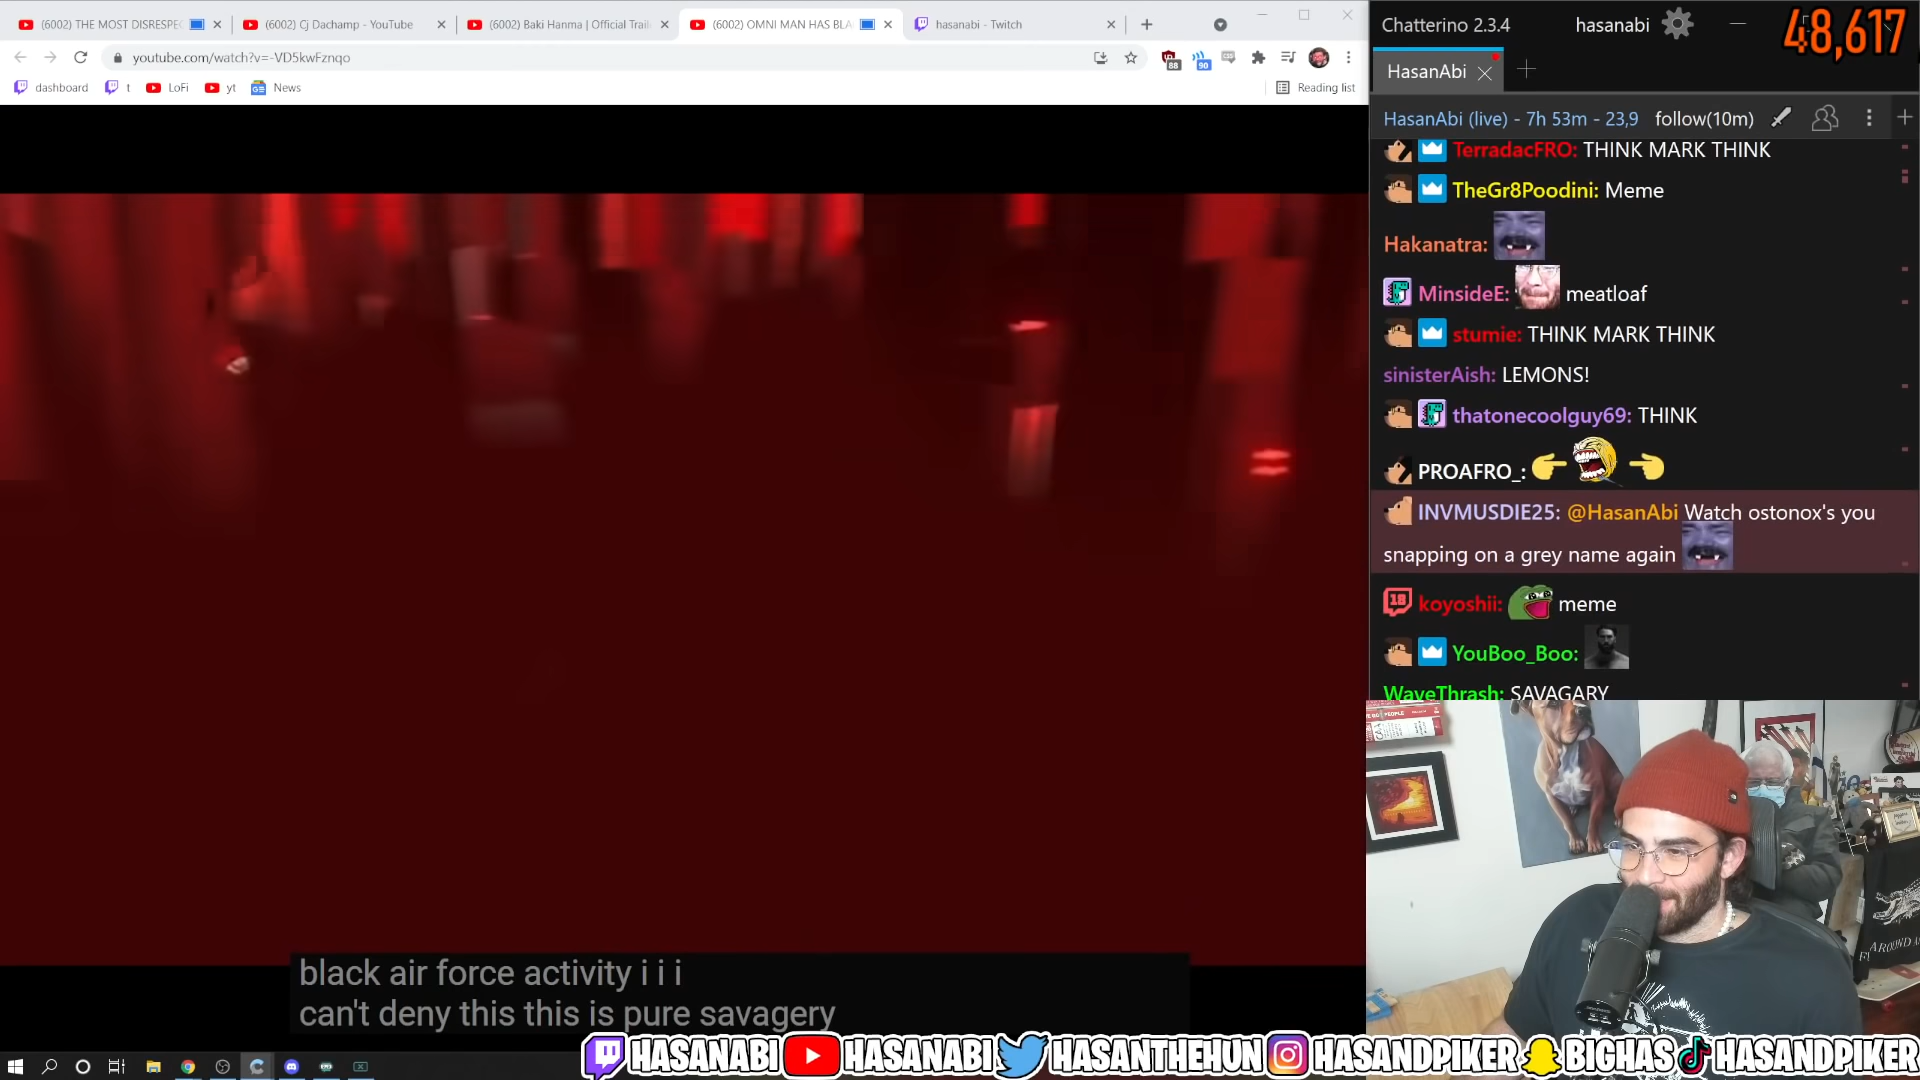 (6002) THE MOST DISRESPE
(6002) Cj Dachamp - YouTube
(6002) Baki Hanma | Official Trail
(6002) OMNI MAN HAS BLA
hasanabi - Twitch
youtube.com/watch?v=-VD5kwFznqo
88
90
dashboard
t
LoFi
yt
News
Reading list
Chatterino 2.3.4
hasanabi
48,617
HasanAbi
HasanAbi (live) - 7h 53m - 23,9
follow(10m)
TerradacFRO: THINK MARK THINK
TheGr8Poodini: Meme
Hakanatra:
MinsideE: meatloaf
stumie: THINK MARK THINK
sinisterAish: LEMONS!
thatonecoolguy69: THINK
PROAFRO_:
INVMUSDIE25: @HasanAbi Watch ostonox's you
snapping on a grey name again
18
koyoshii: meme
YouBoo_Boo:
WaveThrash: SAVAGARY
black air force activity i i i
can't deny this this is pure savagery
HASANABI
HASANABI
HASANTHEHUN
HASANDPIKER
BIGHAS
HASANDPIKER